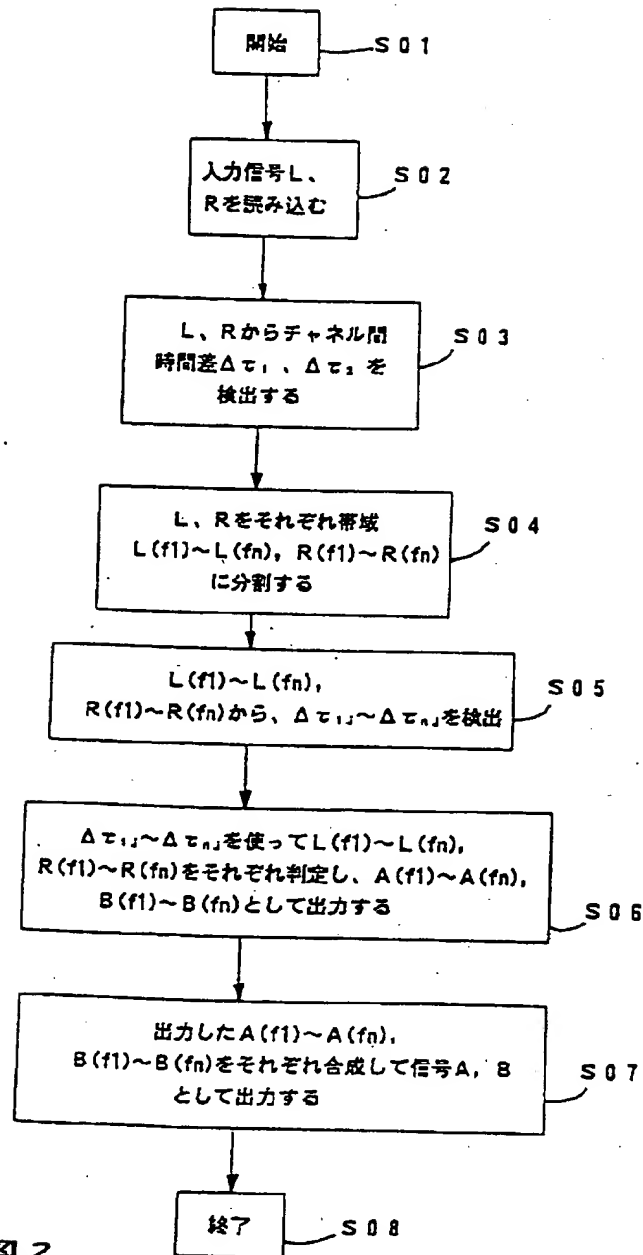 開始
S01
入力信号L、
Rを読み込む
S02
L、Rからチャネル間
時間差Δτ₁、Δτ₂を
検出する
S03
L、Rをそれぞれ帯域
L(f1)~L(fn), R(f1)~R(fn)
に分割する
S04
L(f1)~L(fn),
R(f1)~R(fn)から、Δτ₁ⱼ~Δτₙⱼを検出
S05
Δτ₁ⱼ~Δτₙⱼを使ってL(f1)~L(fn),
R(f1)~R(fn)をそれぞれ判定し、A(f1)~A(fn),
B(f1)~B(fn)として出力する
S06
出力したA(f1)~A(fn),
B(f1)~B(fn)をそれぞれ合成して信号A, B
として出力する
S07
終了
S08
図2